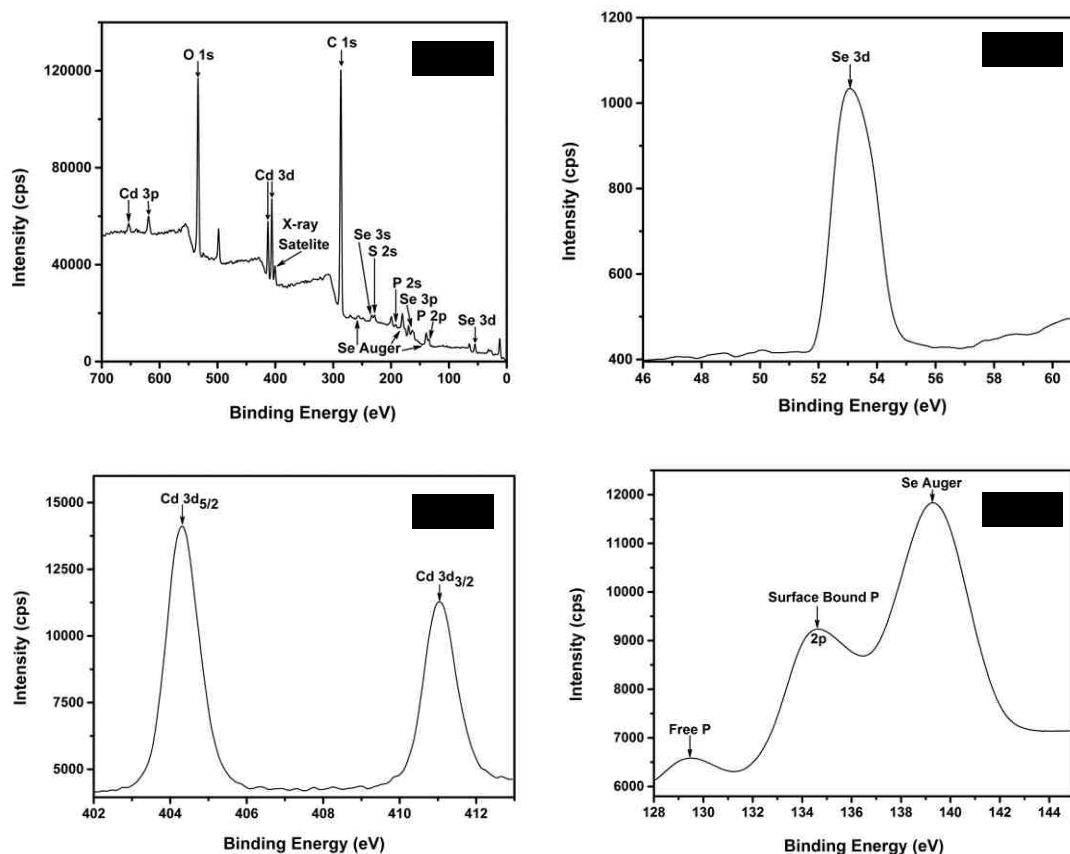 O 1s
C 1s
Cd 3p
Cd 3d
X-ray
Satelite
Se 3s
S 2s
P 2s
Se 3p
P 2p
Se Auger
Se 3d
120000
80000
40000
0
Intensity (cps)
700 600 500 400 300 200 100 0
Binding Energy (eV)
Se 3d
1200
1000
800
600
400
Intensity (cps)
46 48 50 52 54 56 58 60
Binding Energy (eV)
Cd 3d5/2
Cd 3d3/2
15000
12500
10000
7500
5000
Intensity (cps)
402 404 406 408 410 412
Binding Energy (eV)
Se Auger
Surface Bound P
2p
Free P
12000
11000
10000
9000
8000
7000
6000
Intensity (cps)
128 130 132 134 136 138 140 142 144
Binding Energy (eV)